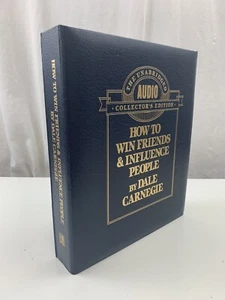 THE UNABRIDGED
AUDIO
COLLECTOR'S EDITION
HOW TO
WIN FRIENDS
& INFLUENCE
PEOPLE
BY DALE
CARNEGIE
HOW TO WIN FRIENDS & INFLUENCE PEOPLE
BY DALE CARNEGIE